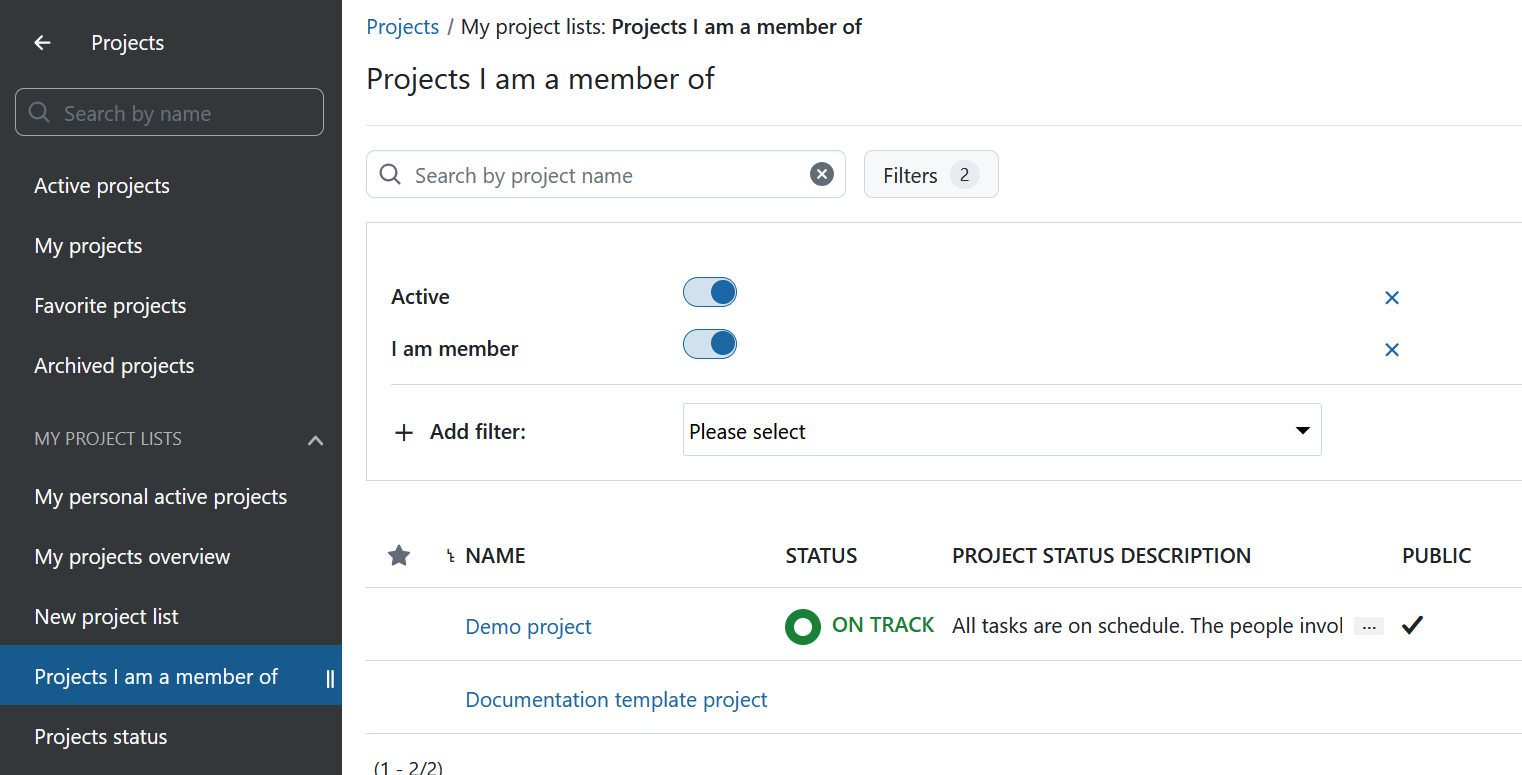 Projects
Search by name
Active projects
My projects
Favorite projects
Archived projects
MY PROJECT LISTS
My personal active projects
My projects overview
New project list
Projects I am a member of
Projects status
Projects / My project lists: Projects I am a member of
Projects I am a member of
Search by project name
Filters 2
Active
I am member
+ Add filter: Please select
NAME STATUS PROJECT STATUS DESCRIPTION PUBLIC
Demo project ON TRACK All tasks are on schedule. The people invol ...
Documentation template project
(1 - 2/2)